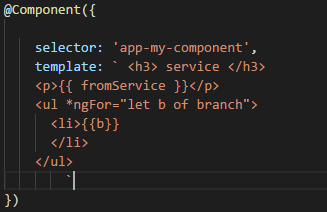 @Component({
selector: 'app-my-component',
template: ` <h3> service </h3>
<p>{{ fromService }}</p>
<ul *ngFor="let b of branch">
<li>{{b}}
</li>
</ul>
`
})